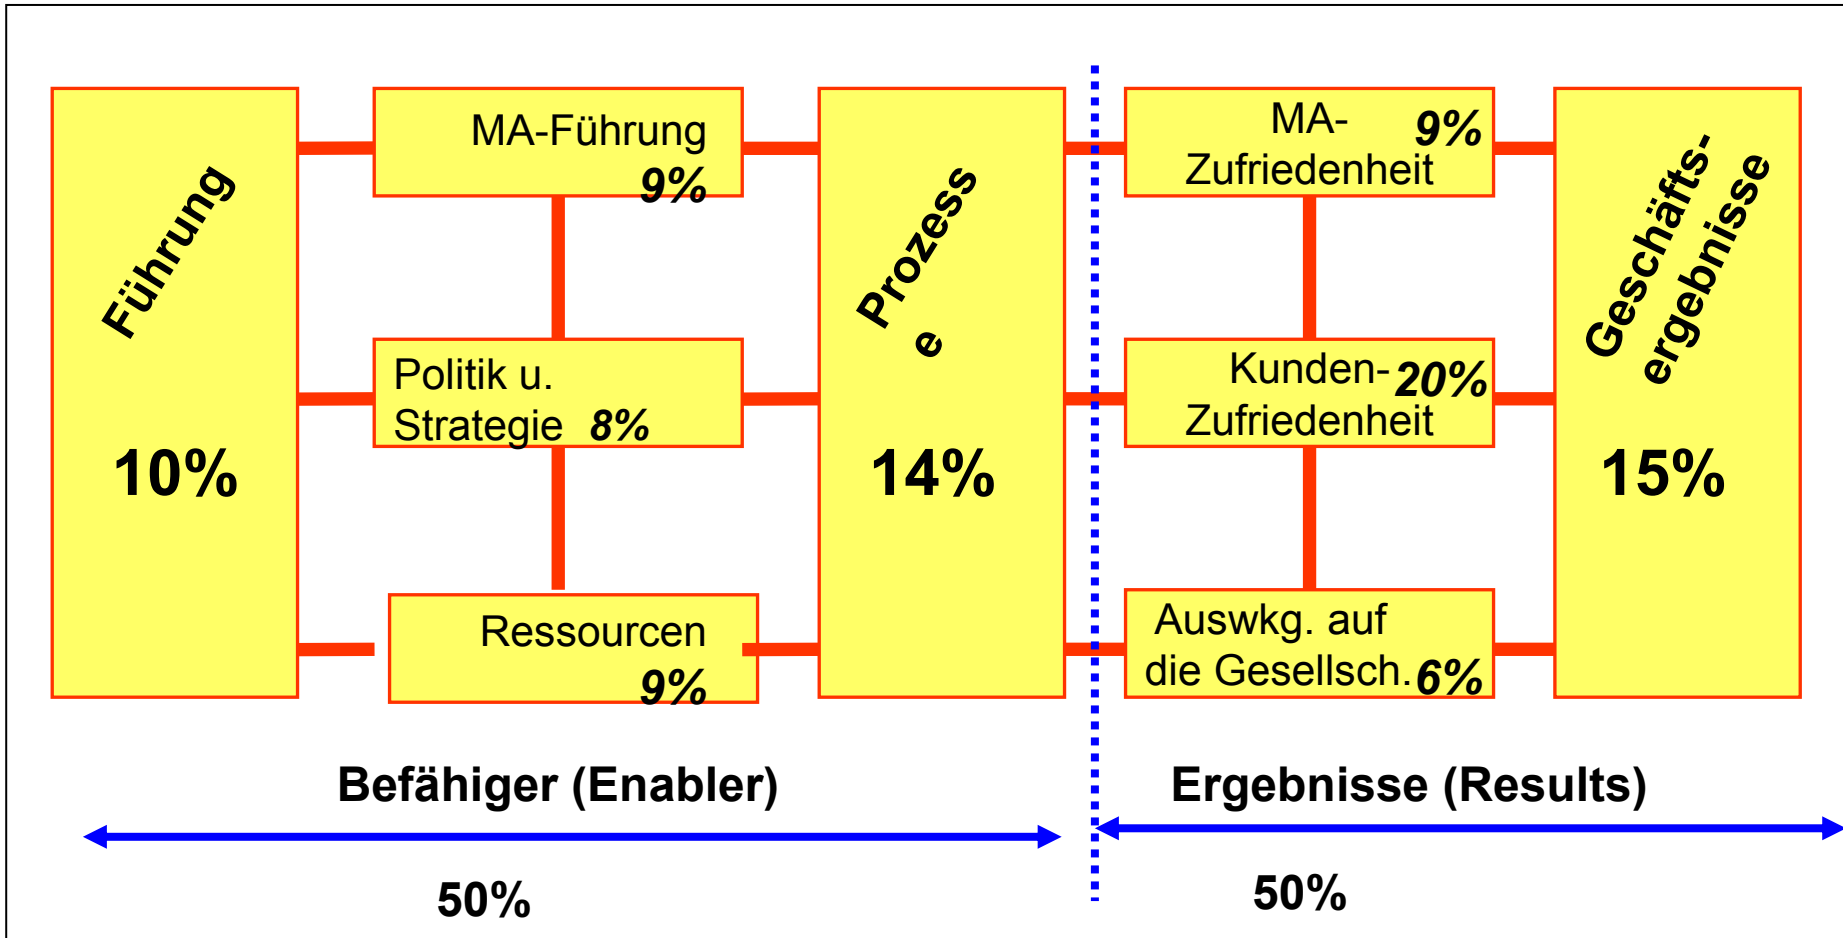 Führung
10%
MA-Führung
9%
Politik u.
Strategie 8%
Ressourcen
9%
Prozess
e
14%
MA- 9%
Zufriedenheit
Kunden- 20%
Zufriedenheit
Auswkg. auf
die Gesellsch. 6%
Geschäfts-
ergebnisse
15%
Befähiger (Enabler)
50%
Ergebnisse (Results)
50%